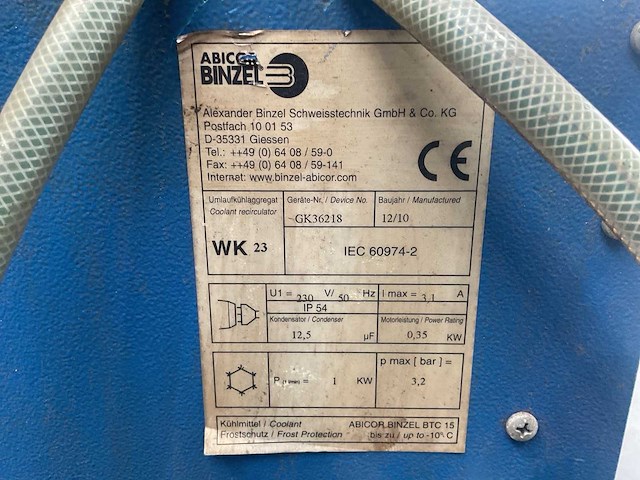 ABICOR
BINZEL
Alexander Binzel Schweisstechnik GmbH & Co. KG
Postfach 10 01 53
D-35331 Giessen
Tel.: ++49 (0) 64 08 / 59-0
Fax: ++49 (0) 64 08 / 59-141
Internet: www.binzel-abicor.com
CE
Umlaufkühlaggregat Geräte-Nr. / Device No. Baujahr / Manufactured
Coolant recirculator GK36218 12/10
WK 23 IEC 60974-2
U1 = 230 V/ 50 Hz I max = 3,1 A
IP 54
Kondensator / Condenser Motorleistung / Power Rating
12,5 µF 0,35 KW
p max [ bar ] =
P = 1 KW 3,2
Kühlmittel / Coolant ABICOR BINZEL BTC 15
Frostschutz / Frost Protection bis zu / up to -10° C